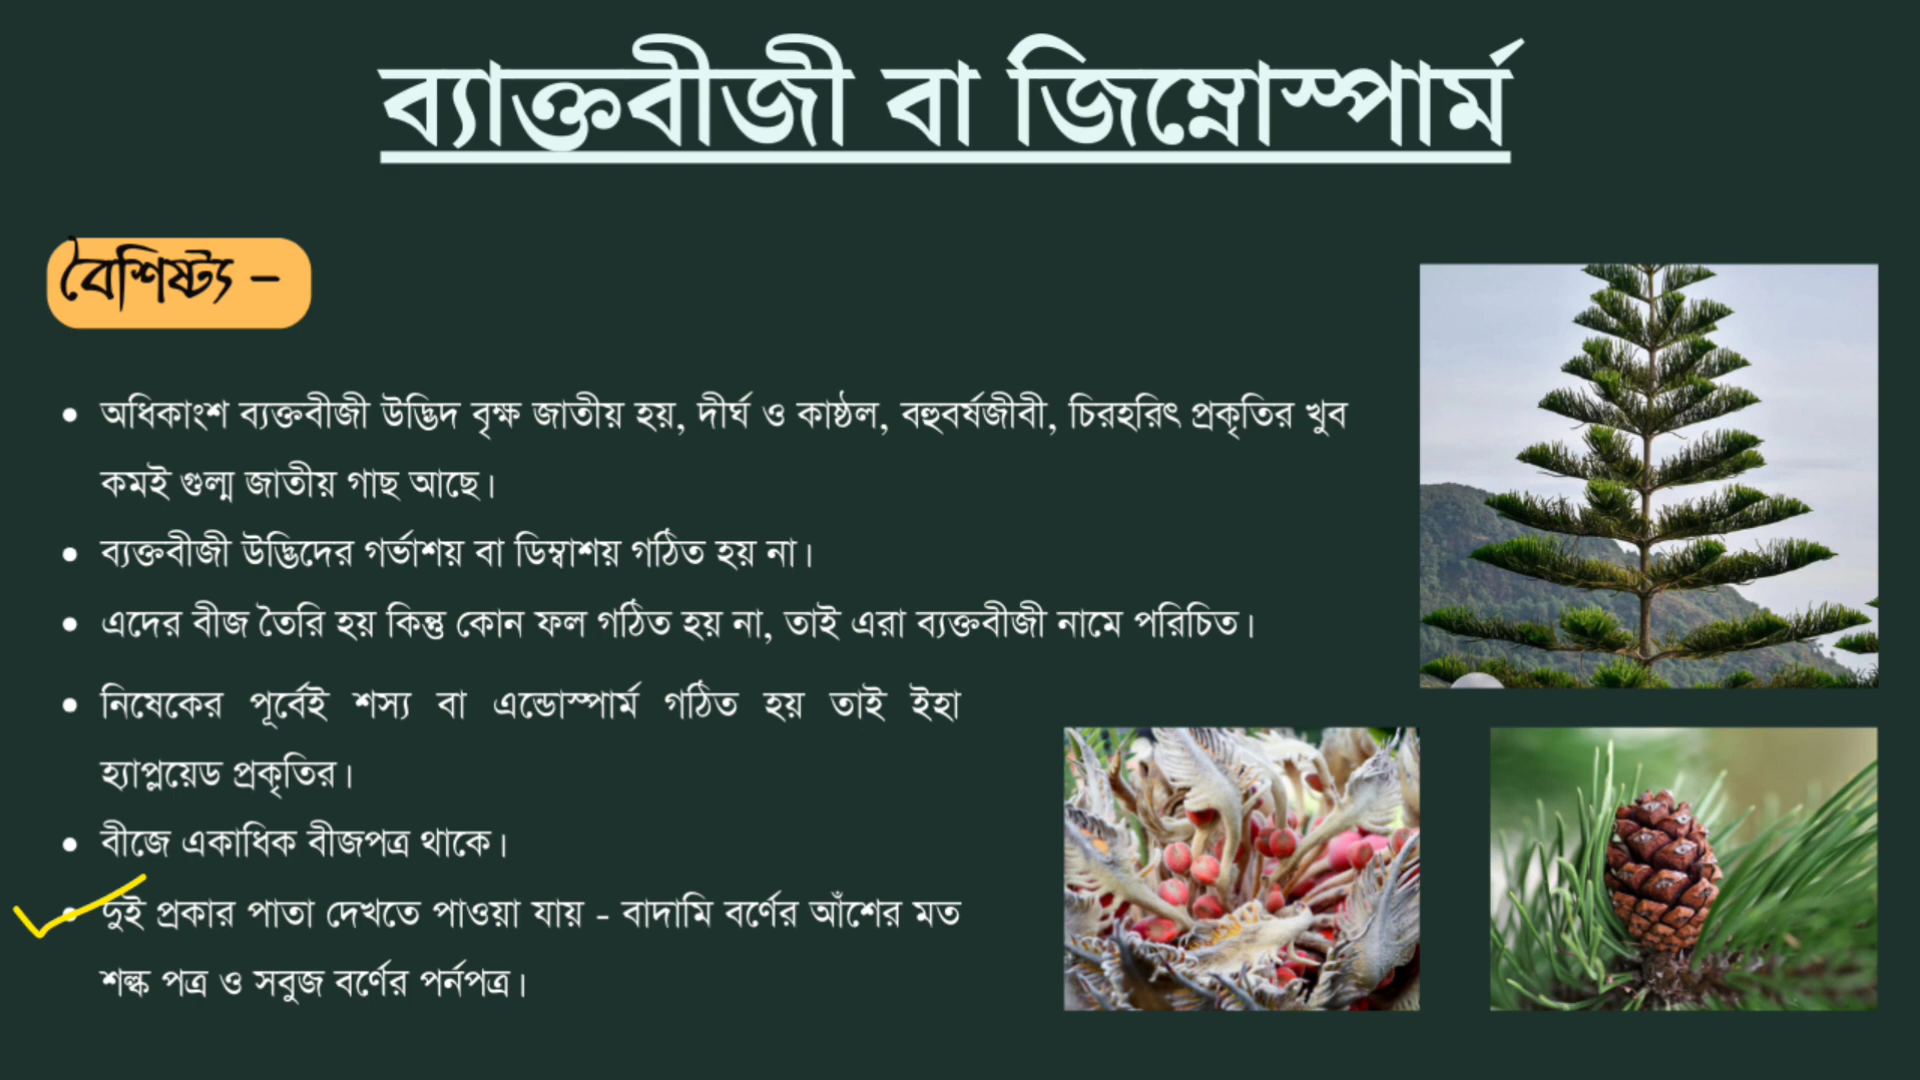 ব্যাক্তবীজী বা জিম্নোস্পার্ম
বৈশিষ্ট্য –
• অধিকাংশ ব্যক্তবীজী উদ্ভিদ বৃক্ষ জাতীয় হয়, দীর্ঘ ও কাষ্ঠল, বহুবর্ষজীবী, চিরহরিৎ প্রকৃতির খুব
কমই গুল্ম জাতীয় গাছ আছে।
• ব্যক্তবীজী উদ্ভিদের গর্ভাশয় বা ডিম্বাশয় গঠিত হয় না।
• এদের বীজ তৈরি হয় কিন্তু কোন ফল গঠিত হয় না, তাই এরা ব্যক্তবীজী নামে পরিচিত।
• নিষেকের পূর্বেই শস্য বা এন্ডোস্পার্ম গঠিত হয় তাই ইহা
হ্যাপ্লয়েড প্রকৃতির।
• বীজে একাধিক বীজপত্র থাকে।
• দুই প্রকার পাতা দেখতে পাওয়া যায় - বাদামি বর্ণের আঁশের মত
শল্ক পত্র ও সবুজ বর্ণের পর্নপত্র।